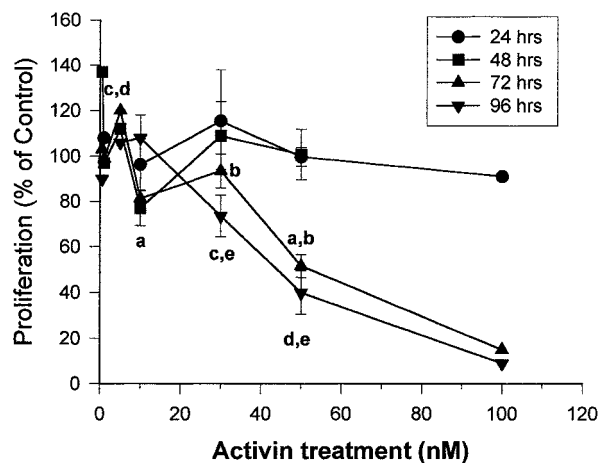 160
140
120
100
80
60
40
20
0
Proliferation (% of Control)
24 hrs
48 hrs
72 hrs
96 hrs
c,d
a
b
c,e
a,b
d,e
0 20 40 60 80 100 120
Activin treatment (nM)